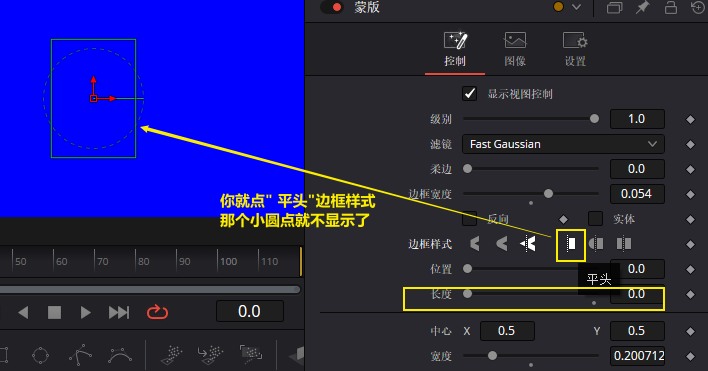 蒙版
控制
图像
设置
显示视图控制
级别
1.0
滤镜
Fast Gaussian
柔边
0.0
边框宽度
0.054
你就点" 平头"边框样式
那个小圆点就不显示了
反向
实体
边框样式
位置
0.0
平头
长度
0.0
50
60
70
80
90
100
110
0.0
中心
X
0.5
Y
0.5
宽度
0.200712